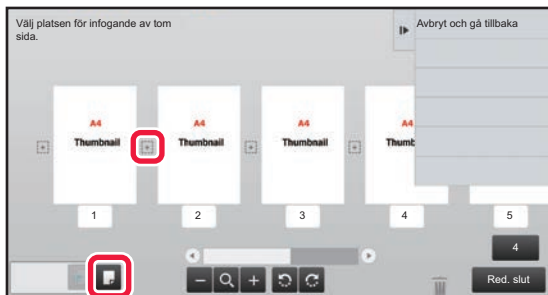 Välj platsen för infogande av tom
sida.
Avbryt och gå tillbaka
A4 A4 A4 A4
Thumbnail Thumbnail Thumbnail Thumb
1 2 3 4 5
4
Red. slut